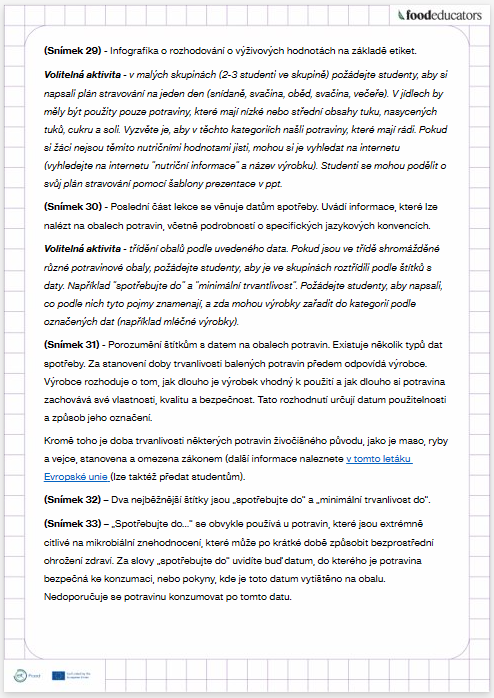 foodeducators
(Snímek 29) - Infografika o rozhodování o výživových hodnotách na základě etiket.
Volitelná aktivita - v malých skupinách (2-3 studenti ve skupině) požádejte studenty, aby si
napsali plán stravování na jeden den (snídaně, svačina, oběd, svačina, večeře). V jídlech by
měly být použity pouze potraviny, které mají nízké nebo střední obsahy tuku, nasycených
tuků, cukru a soli. Vyzvěte je, aby v těchto kategoriích našli potraviny, které mají rádi. Pokud
si žáci nejsou těmito nutričními hodnotami jisti, mohou si je vyhledat na internetu
(vyhledejte na internetu "nutriční informace" a název výrobku). Studenti se mohou podělit o
svůj plán stravování pomocí šablony prezentace v ppt.
(Snímek 30) - Poslední část lekce se věnuje datům spotřeby. Uvádí informace, které lze
nalézt na obalech potravin, včetně podrobností o specifických jazykových konvencích.
Volitelná aktivita - třídění obalů podle uvedeného data. Pokud jsou ve třídě shromážděné
různé potravinové obaly, požádejte studenty, aby je ve skupinách roztřídili podle štítků s
daty. Například "spotřebujte do" a "minimální trvanlivost". Požádejte studenty, aby napsali,
co podle nich tyto pojmy znamenají, a zda mohou výrobky zařadit do kategorií podle
označených dat (například mléčné výrobky).
(Snímek 31) - Porozumění štítkům s datem na obalech potravin. Existuje několik typů dat
spotřeby. Za stanovení doby trvanlivosti balených potravin předem odpovídá výrobce.
Výrobce rozhoduje o tom, jak dlouho je výrobek vhodný k použití a jak dlouho si potravina
zachovává své vlastnosti, kvalitu a bezpečnost. Tato rozhodnutí určují datum použitelnosti
a způsob jeho označení.
Kromě toho je doba trvanlivosti některých potravin živočišného původu, jako je maso, ryby
a vejce, stanovena a omezena zákonem (další informace naleznete v tomto letáku
Evropské unie (lze taktéž předat studentům).
(Snímek 32) – Dva nejběžnější štítky jsou „spotřebujte do“ a „minimální trvanlivost do“.
(Snímek 33) – „Spotřebujte do...“ se obvykle používá u potravin, které jsou extrémně
citlivé na mikrobiální znehodnocení, které může po krátké době způsobit bezprostřední
ohrožení zdraví. Za slovy „spotřebujte do“ uvidíte buď datum, do kterého je potravina
bezpečná ke konzumaci, nebo pokyny, kde je toto datum vytištěno na obalu.
Nedoporučuje se potravinu konzumovat po tomto datu.
eit Food